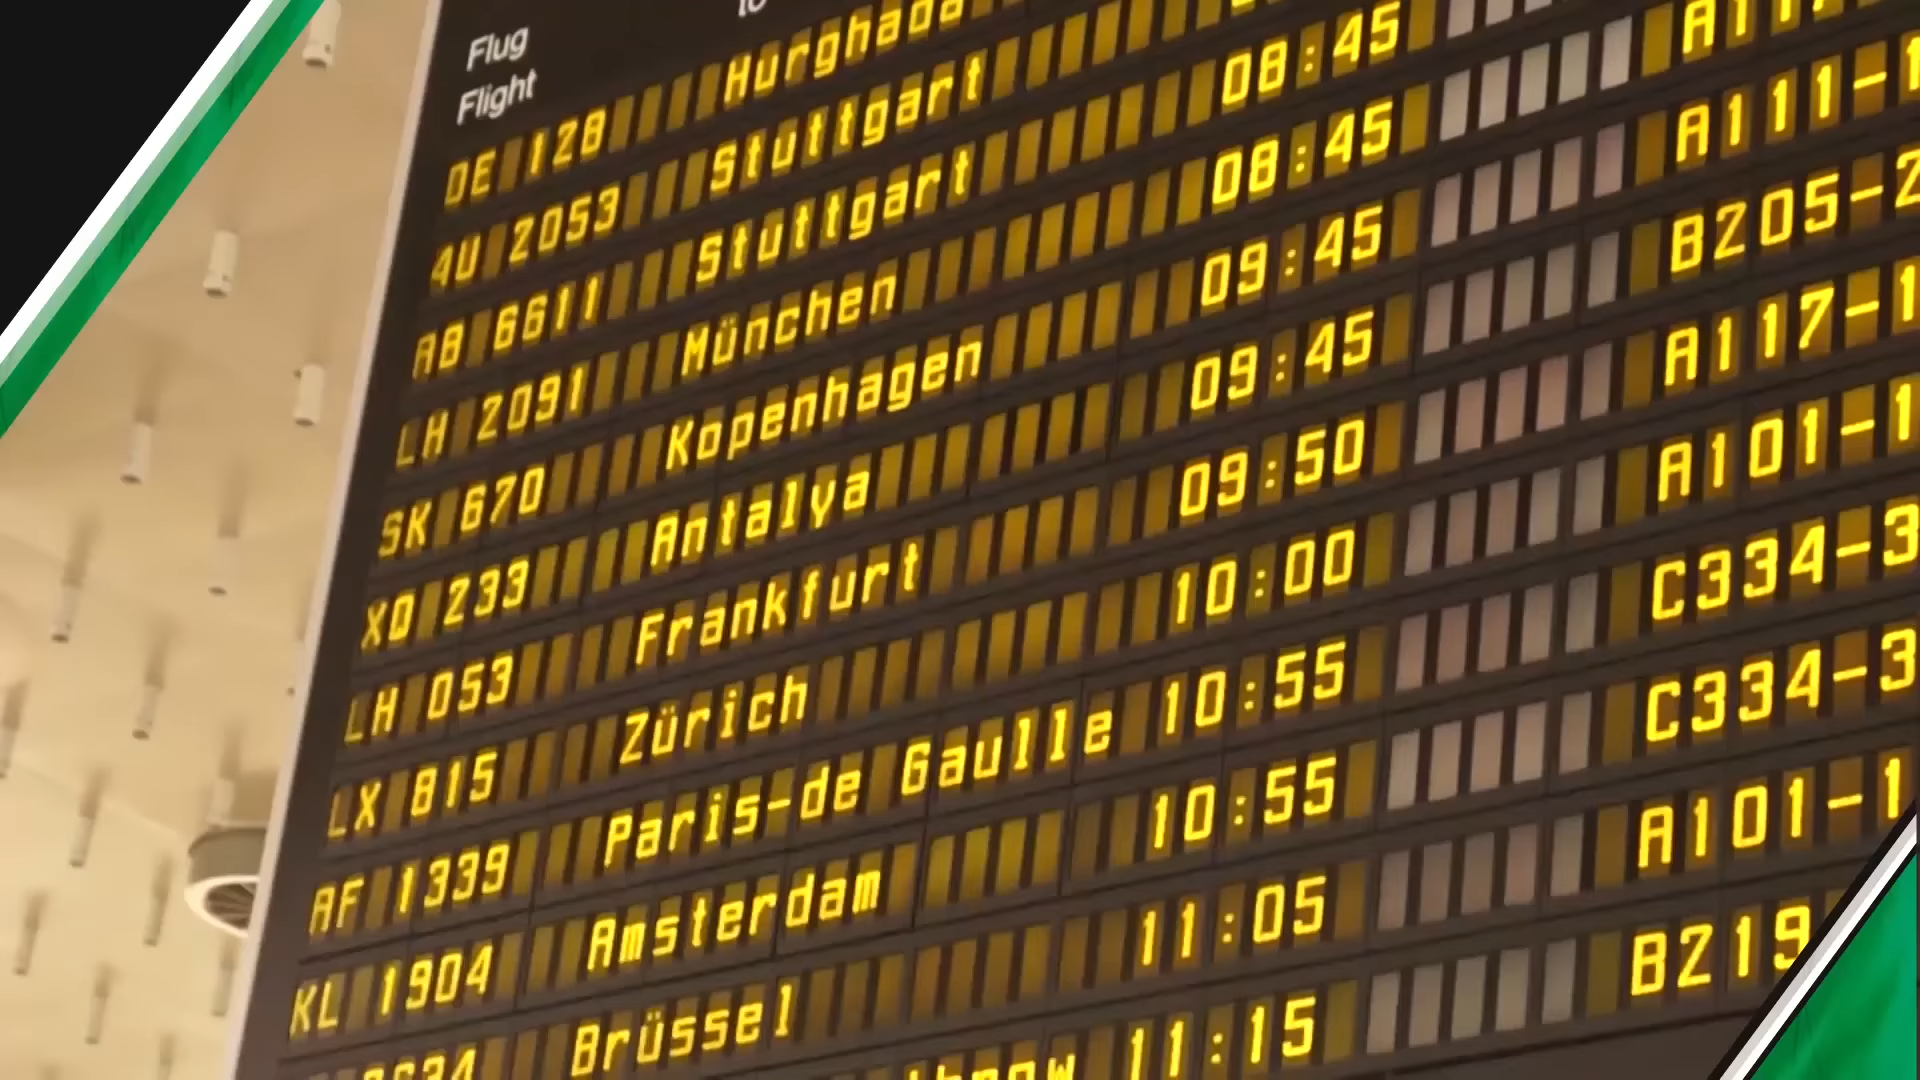 to
Flug
Flight
DE 128 Hurghada
4U 2053 Stuttgart
AB 6611 Stuttgart 08:45
LH 2091 München 08:45
SK 670 Kopenhagen 09:45 A111-1
XQ 233 Antalya 09:45 B205-2
LH 053 Frankfurt 09:50 A117-1
LX 815 Zürich 10:00 A101-1
AF 1339 Paris-de Gaulle 10:55 C334-3
KL 1904 Amsterdam 10:55 C334-3
Brüssel 11:05 A101-1
11:15 B219